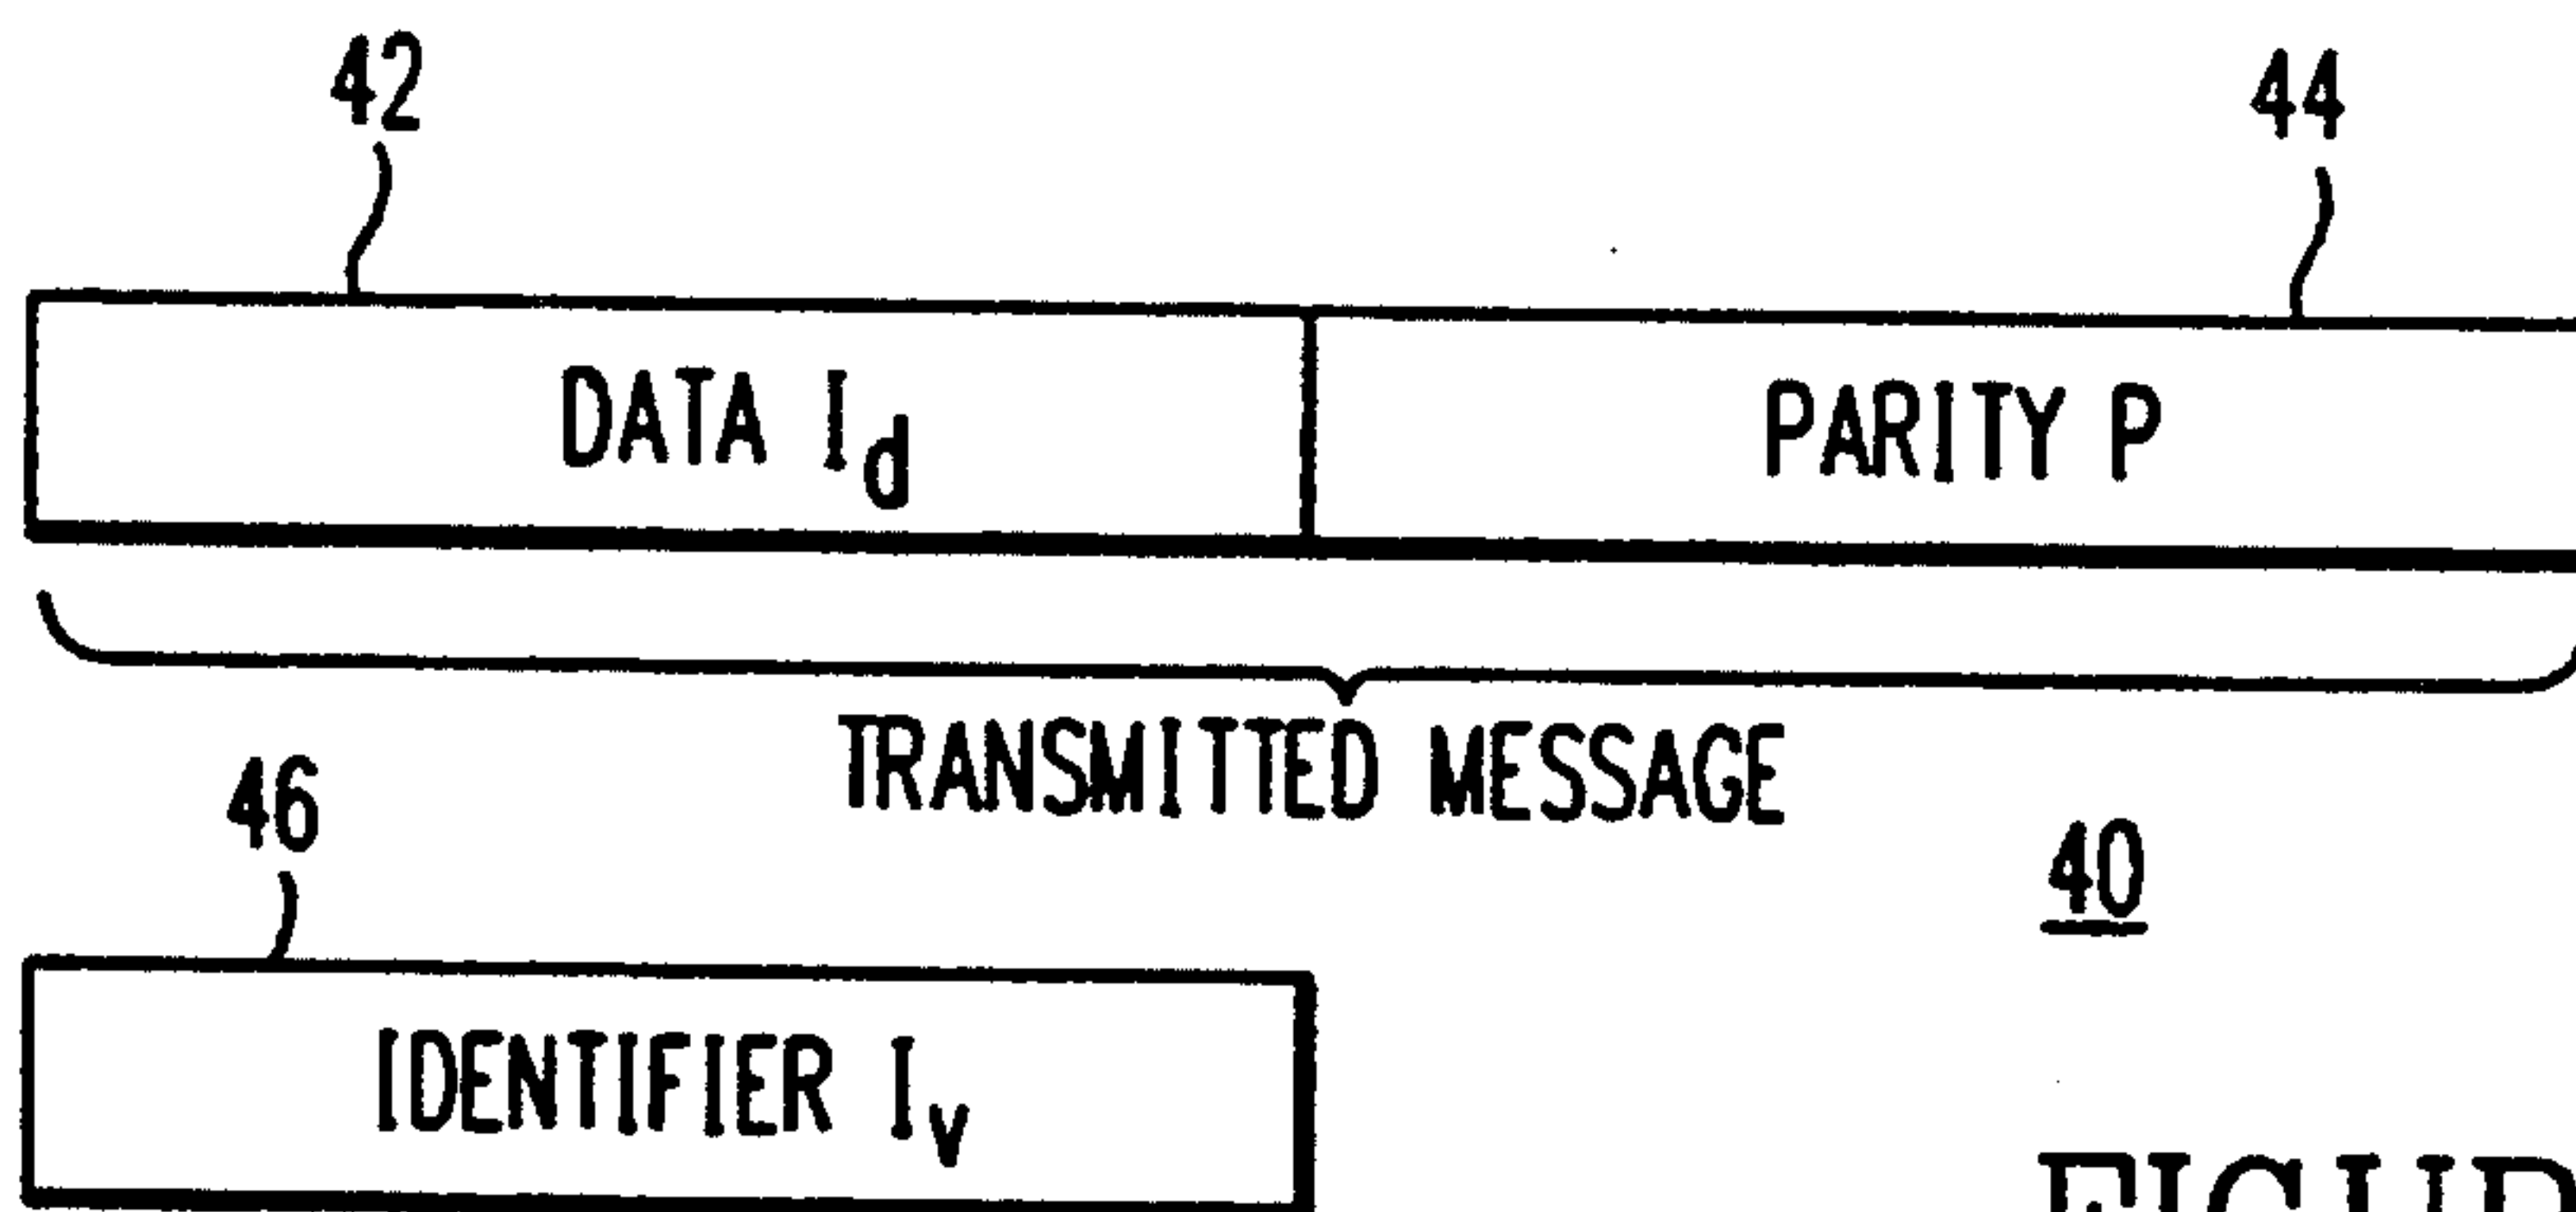 42
44
DATA I_d
PARITY P
TRANSMITTED MESSAGE
46
40
IDENTIFIER I_v